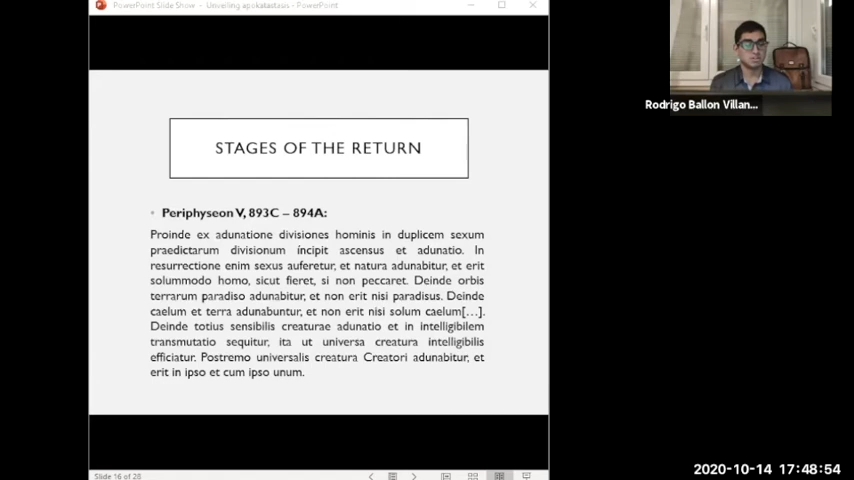 PowerPoint Slide Show - Unveiling apokatastasis - PowerPoint
Rodrigo Ballon Villan...
STAGES OF THE RETURN
• Periphyseon V, 893C – 894A:
Proinde ex adunatione divisiones hominis in duplicem sexum
praedictarum divisionum íncipit ascensus et adunatio. In
resurrectione enim sexus auferetur, et natura adunabitur, et erit
solummodo homo, sicut fieret, si non peccaret. Deinde orbis
terrarum paradiso adunabitur, et non erit nisi paradisus. Deinde
caelum et terra adunabuntur, et non erit nisi solum caelum[…].
Deinde totius sensibilis creaturae adunatio et in intelligibilem
transmutatio sequitur, ita ut universa creatura intelligibilis
efficiatur. Postremo universalis creatura Creatori adunabitur, et
erit in ipso et cum ipso unum.
Slide 16 of 28
2020-10-14 17:48:54